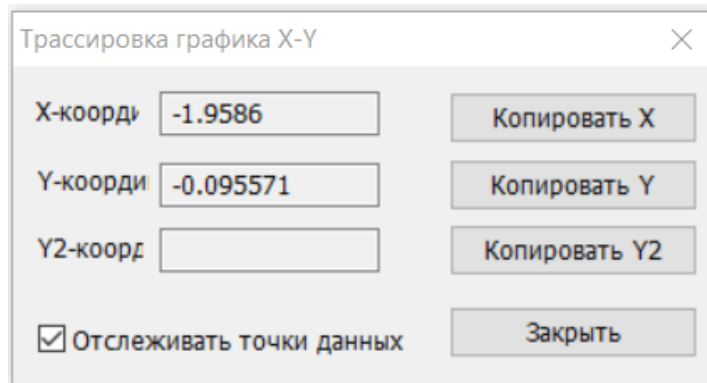 Трассировка графика X-Y
X-коорди -1.9586 Копировать X
Y-коорди -0.095571 Копировать Y
Y2-коорд Копировать Y2
Отслеживать точки данных Закрыть